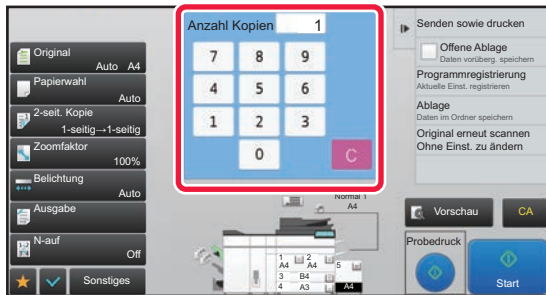 Original
Auto A4
Papierwahl
Auto
2-seit. Kopie
1-seitig→1-seitig
Zoomfaktor
100%
Belichtung
Auto
Ausgabe
N-auf
Off
Sonstiges
Anzahl Kopien 1
7 8 9
4 5 6
1 2 3
0 C
Normal 1
A4
1 A4 2 A4 5
3 B4
4 A3 A4
Senden sowie drucken
Offene Ablage
Daten vorüberg. speichern
Programmregistrierung
Aktuelle Einst. registrieren
Ablage
Daten im Ordner speichern
Original erneut scannen
Ohne Einst. zu ändern
Vorschau CA
Probedruck
Start